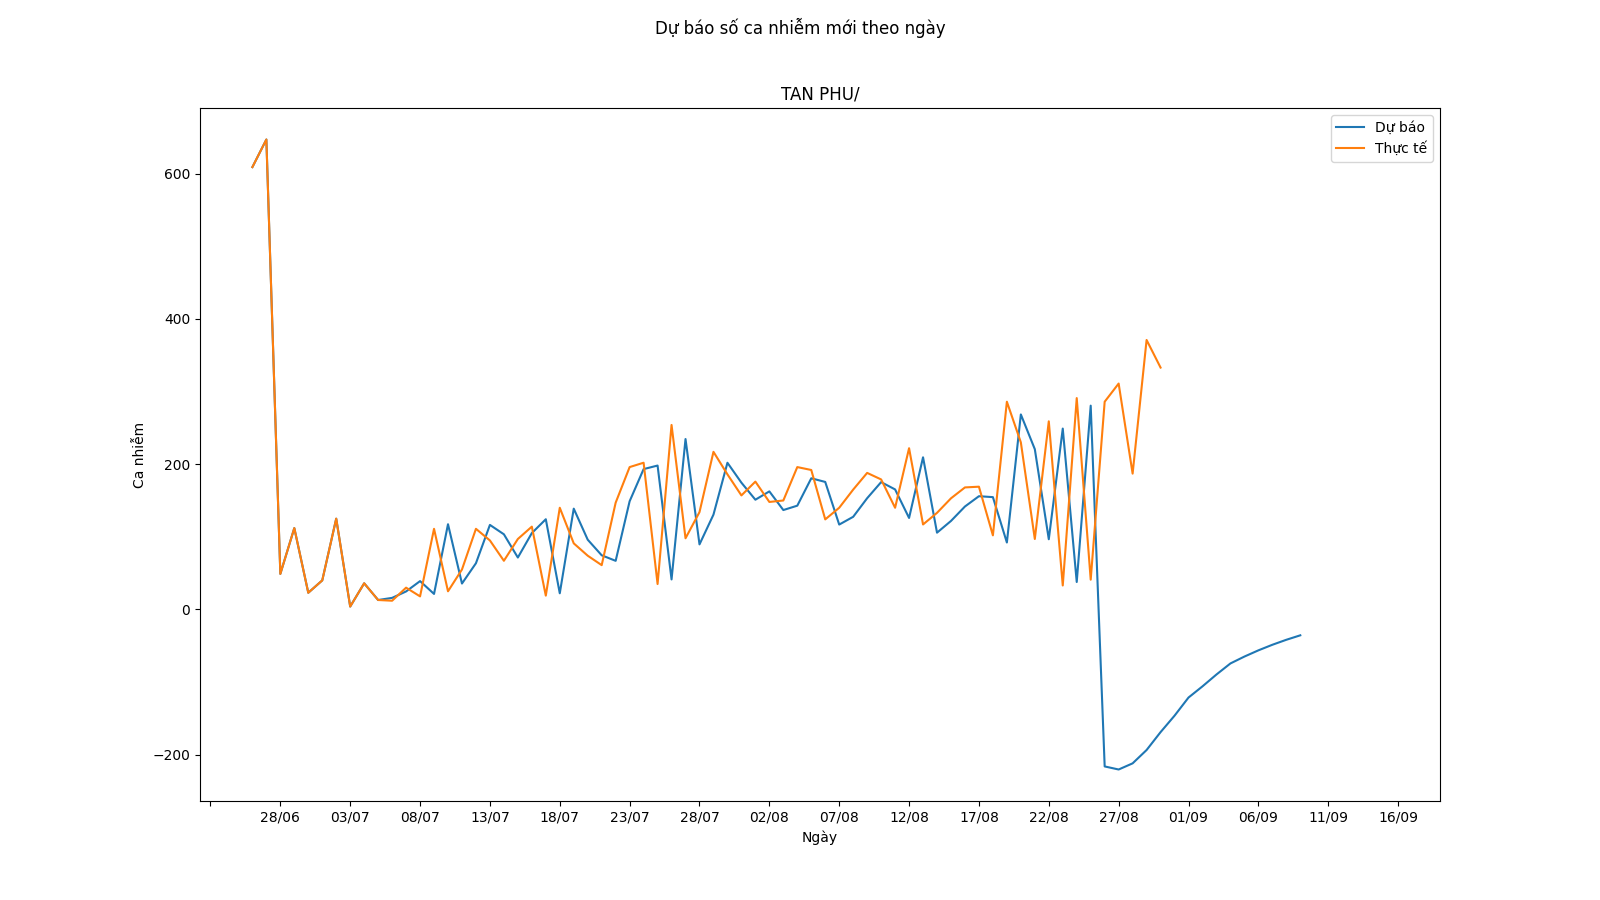 Dự báo số ca nhiễm mới theo ngày
TAN PHU/
Dự báo
Thực tế
600
400
200
0
−200
Ca nhiễm
28/06 03/07 08/07 13/07 18/07 23/07 28/07 02/08 07/08 12/08 17/08 22/08 27/08 01/09 06/09 11/09 16/09
Ngày